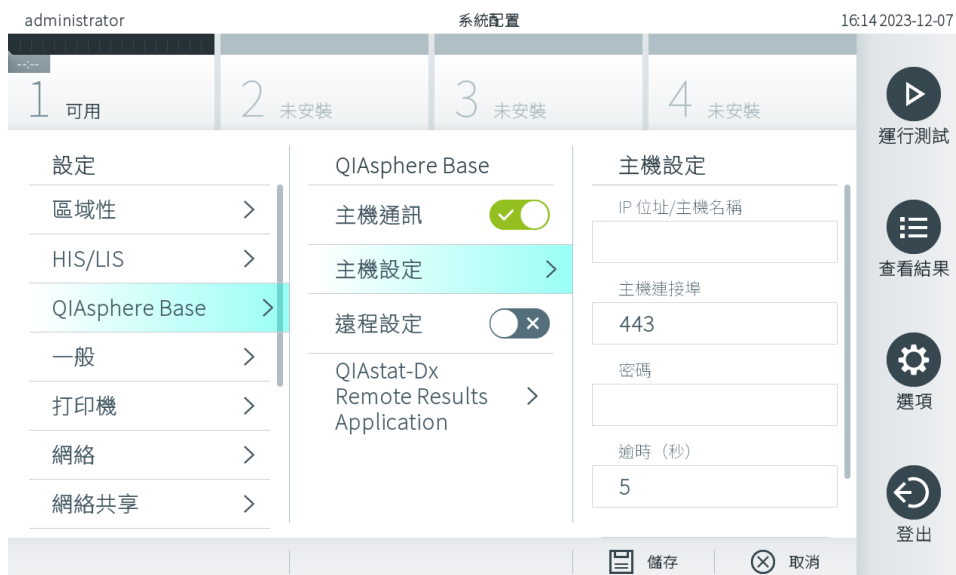 administrator
系統配置
16:14 2023-12-07
--:--
1 可用
2 未安裝
3 未安裝
4 未安裝
設定
區域性
HIS/LIS
QIAsphere Base
一般
打印機
網絡
網絡共享
QIAsphere Base
主機通訊
主機設定
遠程設定
QIAstat-Dx
Remote Results
Application
主機設定
IP 位址/主機名稱
主機連接埠
443
密碼
逾時（秒）
5
儲存
取消
運行測試
查看結果
選項
登出